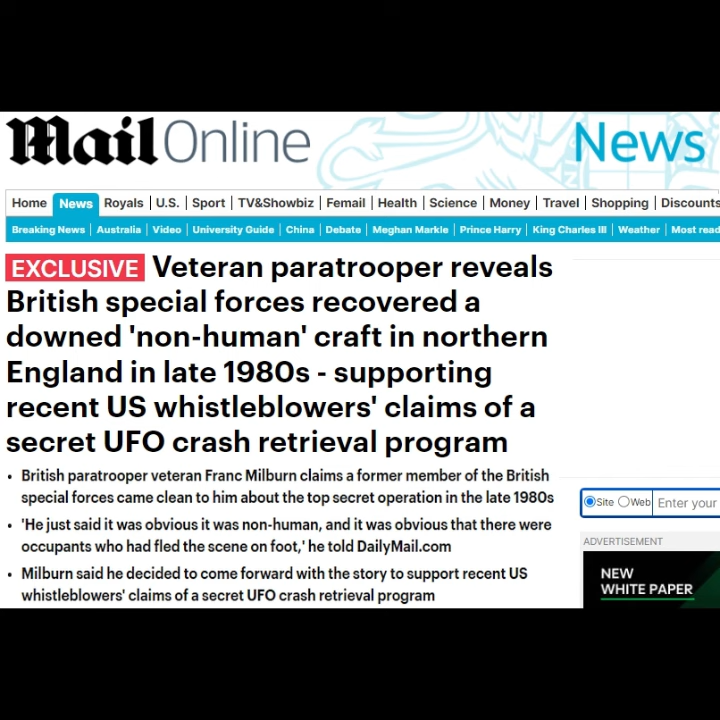 Mail Online
News
Home News Royals U.S. Sport TV&Showbiz Femail Health Science Money Travel Shopping Discounts
Breaking News Australia Video University Guide China Debate Meghan Markle Prince Harry King Charles III Weather Most read
EXCLUSIVE Veteran paratrooper reveals
British special forces recovered a
downed 'non-human' craft in northern
England in late 1980s - supporting
recent US whistleblowers' claims of a
secret UFO crash retrieval program
• British paratrooper veteran Franc Milburn claims a former member of the British
special forces came clean to him about the top secret operation in the late 1980s
• 'He just said it was obvious it was non-human, and it was obvious that there were
occupants who had fled the scene on foot,' he told DailyMail.com
• Milburn said he decided to come forward with the story to support recent US
whistleblowers' claims of a secret UFO crash retrieval program
Site Web Enter your
ADVERTISEMENT
NEW
WHITE PAPER